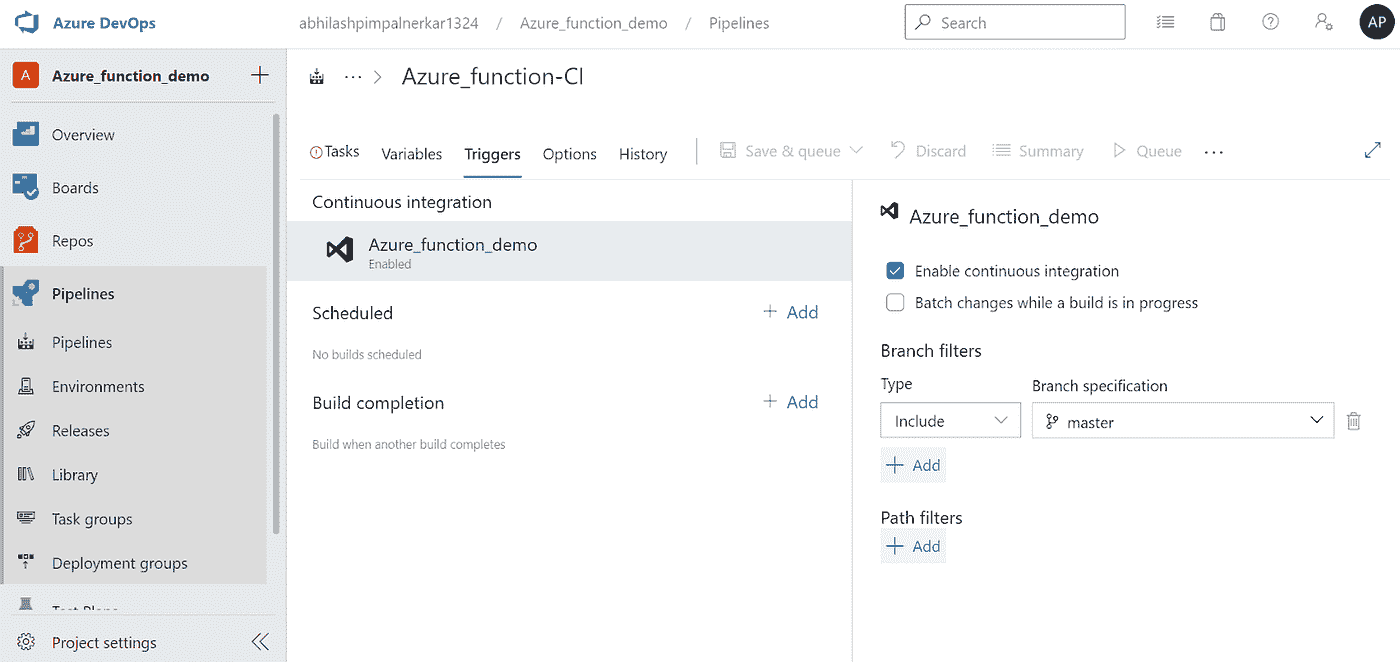 Azure DevOps
abhilashpimpalnerkar1324 / Azure_function_demo / Pipelines
Search
AP
A Azure_function_demo
Overview
Boards
Repos
Pipelines
Pipelines
Environments
Releases
Library
Task groups
Deployment groups
Project settings
... > Azure_function-CI
Tasks Variables Triggers Options History Save & queue Discard Summary Queue ...
Continuous integration
Azure_function_demo
Enabled
Scheduled + Add
No builds scheduled
Build completion + Add
Build when another build completes
Azure_function_demo
Enable continuous integration
Batch changes while a build is in progress
Branch filters
Type Branch specification
Include master
+ Add
Path filters
+ Add